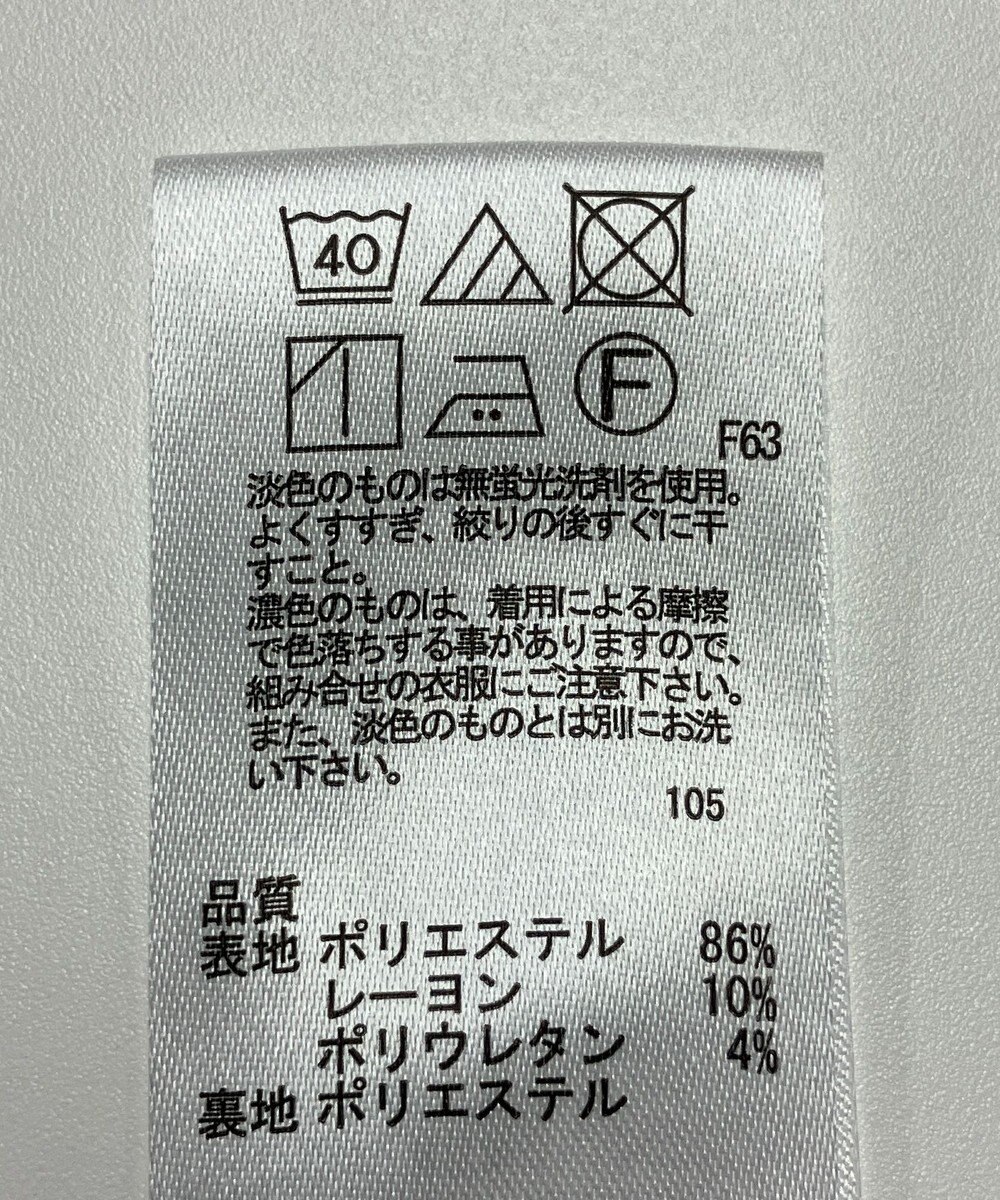 40
F
F63
淡色のものは無蛍光洗剤を使用。
よくすすぎ、絞りの後すぐに干
すこと。
濃色のものは、着用による摩擦
で色落ちする事がありますので、
組み合せの衣服にご注意下さい。
また、淡色のものとは別にお洗
い下さい。
105
品質
表地 ポリエステル 86%
レーヨン 10%
ポリウレタン 4%
裏地 ポリエステル